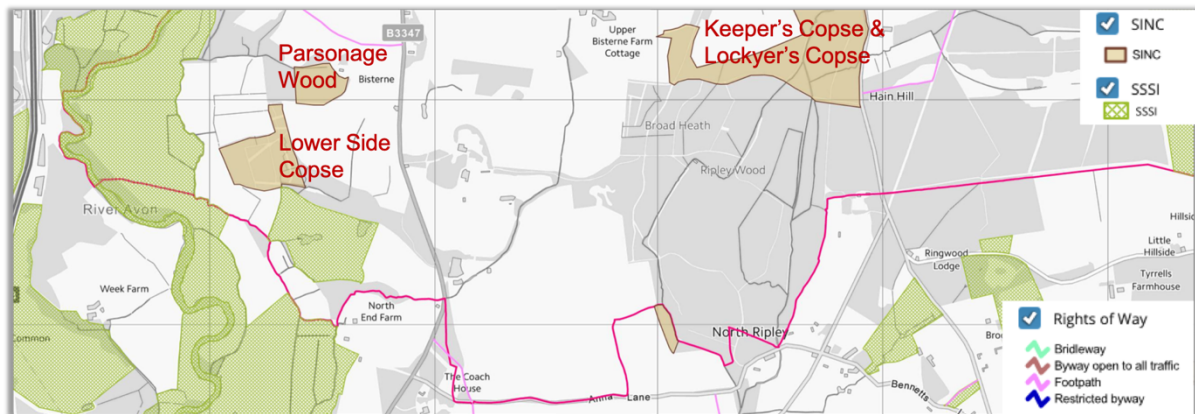 B3347
Upper
Bisterne Farm
Cottage
Keeper's Copse &
Lockyer's Copse
SINC
SINC
SSSI
SSSI
Parsonage
Wood
Bisterne
Hain Hill
Broad Heath
Lower Side
Copse
Ripley Wood
River Avon
Hillside
Little
Hillside
Ringwood
Lodge
Tyrrells
Farmhouse
Week Farm
North
End Farm
North Ripley
Common
The Coach
House
Anna Lane
Bennetts
Rights of Way
Bridleway
Byway open to all traffic
Footpath
Restricted byway